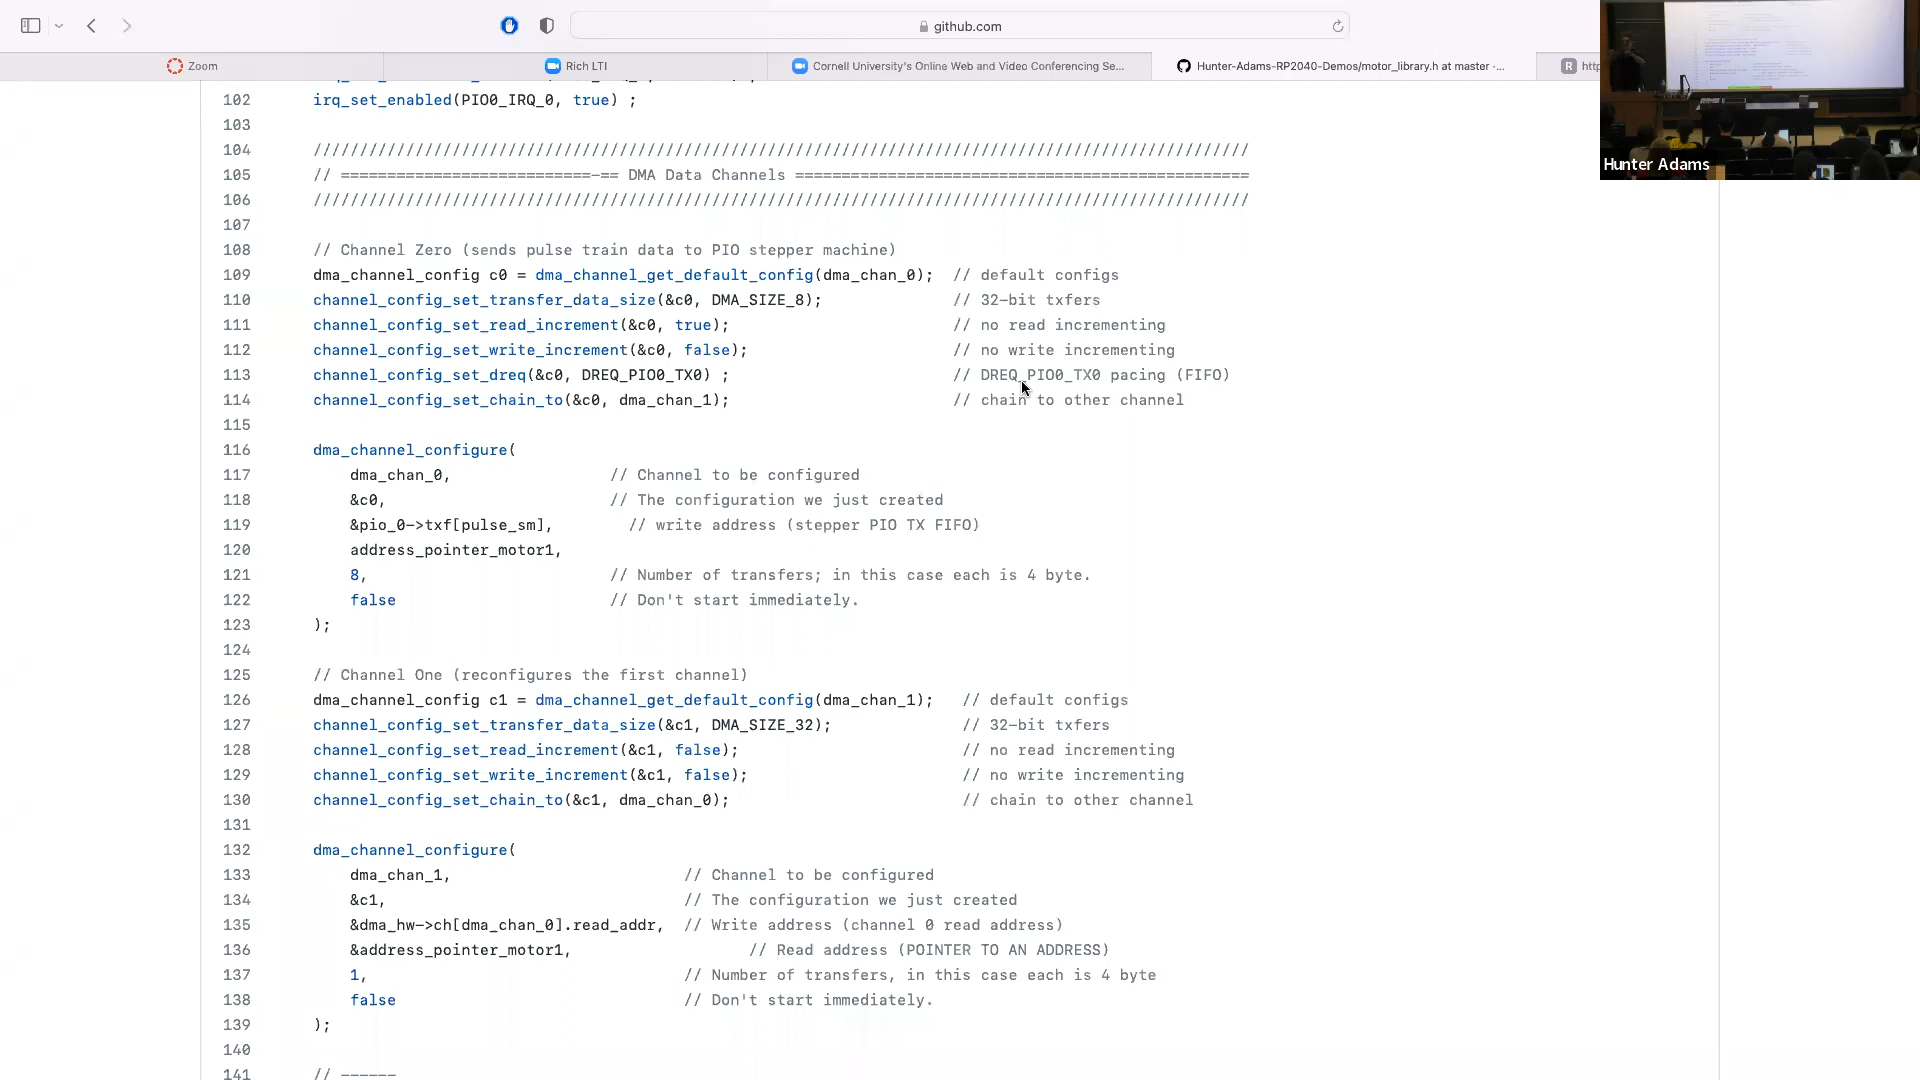 github.com
Zoom
Rich LTI
Cornell University's Online Web and Video Conferencing Se...
Hunter-Adams-RP2040-Demos/motor_library.h at master ·...
R
Hunter Adams
102 irq_set_enabled(PIO0_IRQ_0, true) ;
103
104 /////////////////////////////////////////////////////////////////////////////////////////////////////
105 // ===========================-== DMA Data Channels =================================================
106 /////////////////////////////////////////////////////////////////////////////////////////////////////
107
108 // Channel Zero (sends pulse train data to PIO stepper machine)
109 dma_channel_config c0 = dma_channel_get_default_config(dma_chan_0);  // default configs
110 channel_config_set_transfer_data_size(&c0, DMA_SIZE_8);              // 32-bit txfers
111 channel_config_set_read_increment(&c0, true);                        // no read incrementing
112 channel_config_set_write_increment(&c0, false);                      // no write incrementing
113 channel_config_set_dreq(&c0, DREQ_PIO0_TX0) ;                        // DREQ_PIO0_TX0 pacing (FIFO)
114 channel_config_set_chain_to(&c0, dma_chan_1);                        // chain to other channel
115
116 dma_channel_configure(
117     dma_chan_0,                 // Channel to be configured
118     &c0,                        // The configuration we just created
119     &pio_0->txf[pulse_sm],        // write address (stepper PIO TX FIFO)
120     address_pointer_motor1,
121     8,                          // Number of transfers; in this case each is 4 byte.
122     false                       // Don't start immediately.
123 );
124
125 // Channel One (reconfigures the first channel)
126 dma_channel_config c1 = dma_channel_get_default_config(dma_chan_1);   // default configs
127 channel_config_set_transfer_data_size(&c1, DMA_SIZE_32);              // 32-bit txfers
128 channel_config_set_read_increment(&c1, false);                        // no read incrementing
129 channel_config_set_write_increment(&c1, false);                       // no write incrementing
130 channel_config_set_chain_to(&c1, dma_chan_0);                         // chain to other channel
131
132 dma_channel_configure(
133     dma_chan_1,                         // Channel to be configured
134     &c1,                                // The configuration we just created
135     &dma_hw->ch[dma_chan_0].read_addr,  // Write address (channel 0 read address)
136     &address_pointer_motor1,                   // Read address (POINTER TO AN ADDRESS)
137     1,                                  // Number of transfers, in this case each is 4 byte
138     false                               // Don't start immediately.
139 );
140
141 // ------